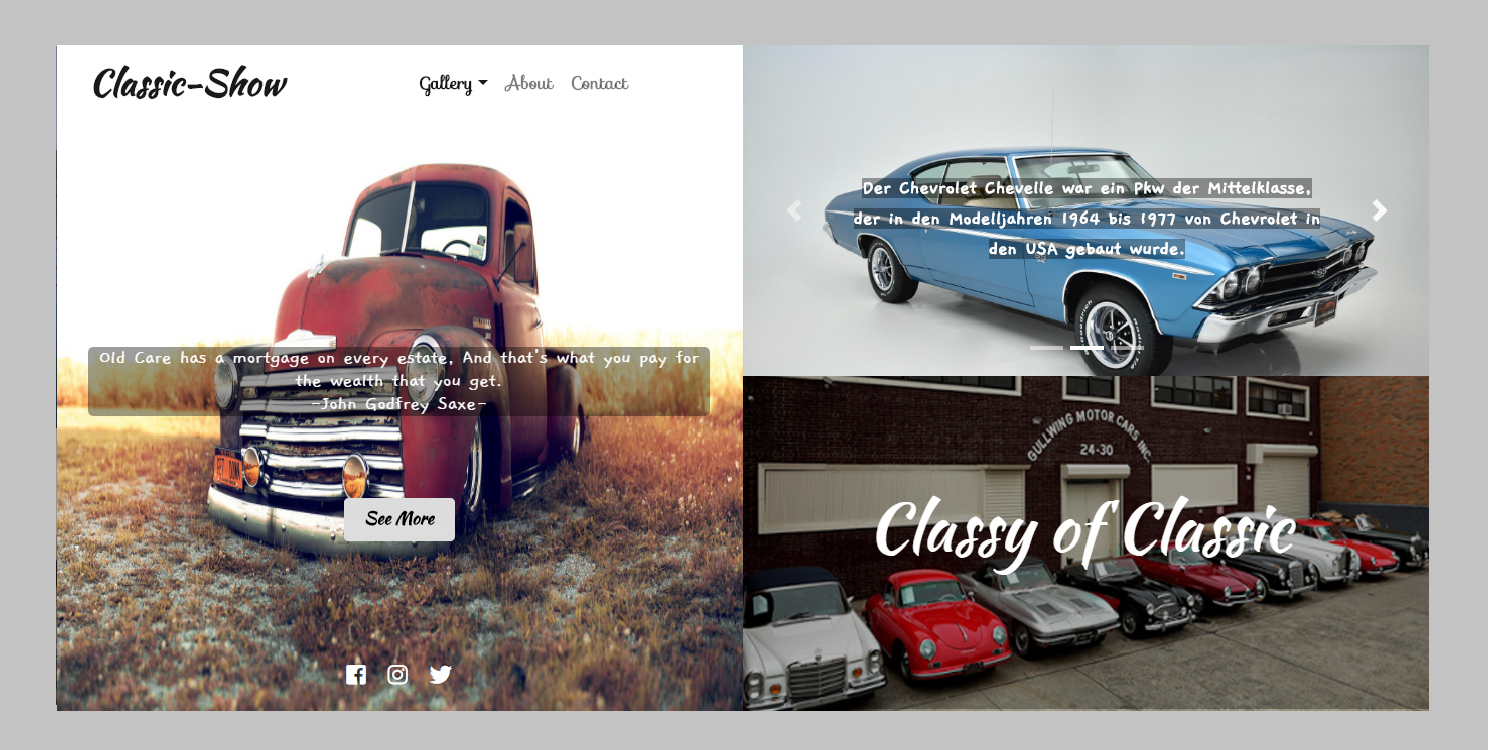 Classic-Show
Gallery About Contact
Old Care has a mortgage on every estate, And that's what you pay for
the wealth that you get.
-John Godfrey Saxe-
See More
Der Chevrolet Chevelle war ein Pkw der Mittelklasse,
der in den Modelljahren 1964 bis 1977 von Chevrolet in
den USA gebaut wurde.
GULLWING MOTOR CARS INC.
24-30
Classy of Classic